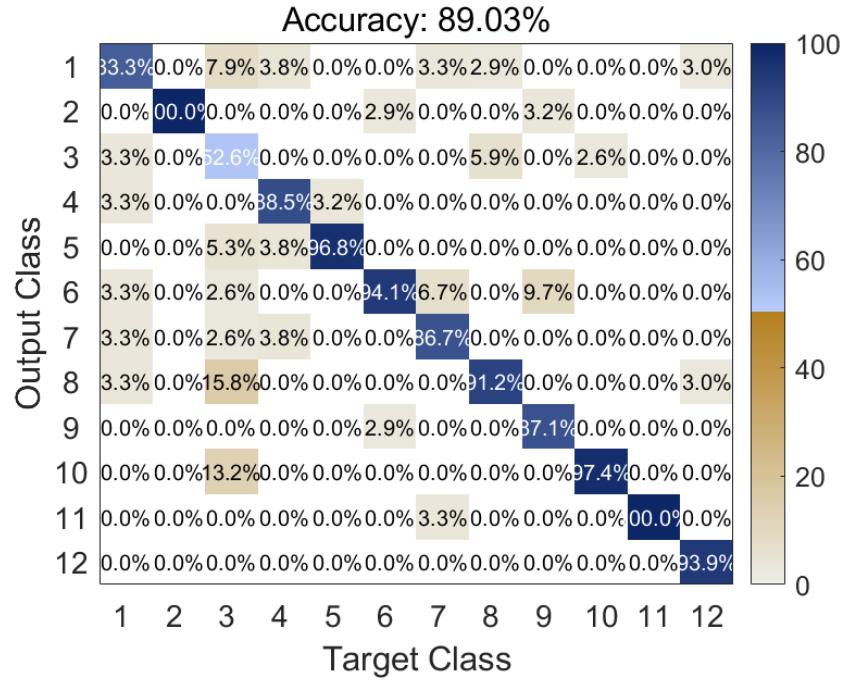 Accuracy: 89.03%
Output Class
1 83.3% 0.0% 7.9% 3.8% 0.0% 0.0% 3.3% 2.9% 0.0% 0.0% 0.0% 3.0%
2 0.0% 00.0% 0.0% 0.0% 0.0% 2.9% 0.0% 0.0% 3.2% 0.0% 0.0% 0.0%
3 3.3% 0.0% 52.6% 0.0% 0.0% 0.0% 0.0% 5.9% 0.0% 2.6% 0.0% 0.0%
4 3.3% 0.0% 0.0% 88.5% 3.2% 0.0% 0.0% 0.0% 0.0% 0.0% 0.0% 0.0%
5 0.0% 0.0% 5.3% 3.8% 96.8% 0.0% 0.0% 0.0% 0.0% 0.0% 0.0% 0.0%
6 3.3% 0.0% 2.6% 0.0% 0.0% 94.1% 6.7% 0.0% 9.7% 0.0% 0.0% 0.0%
7 3.3% 0.0% 2.6% 3.8% 0.0% 0.0% 86.7% 0.0% 0.0% 0.0% 0.0% 0.0%
8 3.3% 0.0% 15.8% 0.0% 0.0% 0.0% 0.0% 91.2% 0.0% 0.0% 0.0% 3.0%
9 0.0% 0.0% 0.0% 0.0% 0.0% 2.9% 0.0% 0.0% 87.1% 0.0% 0.0% 0.0%
10 0.0% 0.0% 13.2% 0.0% 0.0% 0.0% 0.0% 0.0% 0.0% 97.4% 0.0% 0.0%
11 0.0% 0.0% 0.0% 0.0% 0.0% 0.0% 3.3% 0.0% 0.0% 0.0% 00.0% 0.0%
12 0.0% 0.0% 0.0% 0.0% 0.0% 0.0% 0.0% 0.0% 0.0% 0.0% 0.0% 93.9%
1 2 3 4 5 6 7 8 9 10 11 12
Target Class
100
80
60
40
20
0